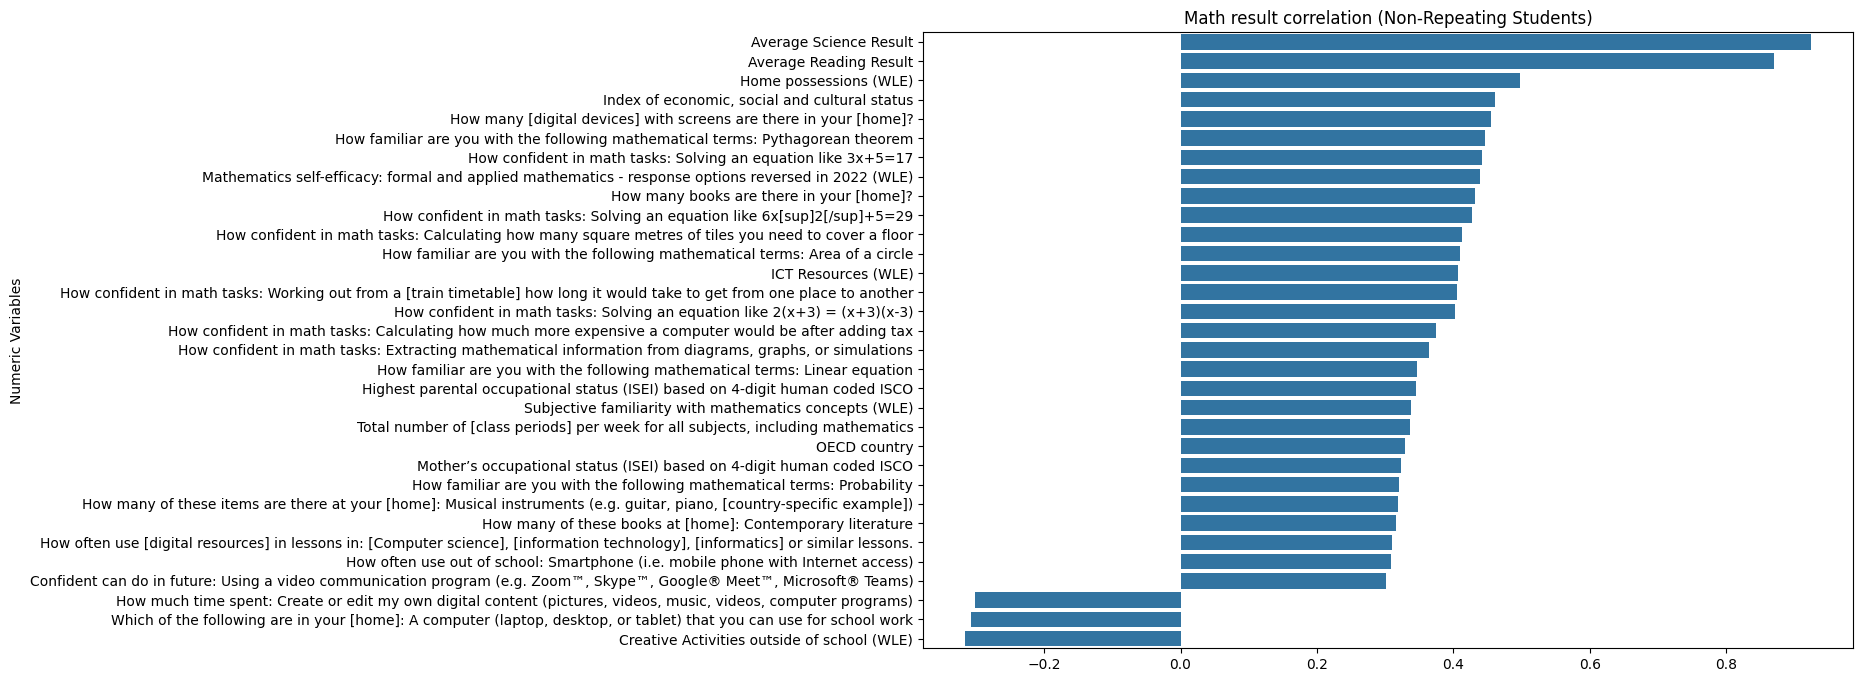 Math result correlation (Non-Repeating Students)
Numeric Variables
Average Science Result
Average Reading Result
Home possessions (WLE)
Index of economic, social and cultural status
How many [digital devices] with screens are there in your [home]?
How familiar are you with the following mathematical terms: Pythagorean theorem
How confident in math tasks: Solving an equation like 3x+5=17
Mathematics self-efficacy: formal and applied mathematics - response options reversed in 2022 (WLE)
How many books are there in your [home]?
How confident in math tasks: Solving an equation like 6x[sup]2[/sup]+5=29
How confident in math tasks: Calculating how many square metres of tiles you need to cover a floor
How familiar are you with the following mathematical terms: Area of a circle
ICT Resources (WLE)
How confident in math tasks: Working out from a [train timetable] how long it would take to get from one place to another
How confident in math tasks: Solving an equation like 2(x+3) = (x+3)(x-3)
How confident in math tasks: Calculating how much more expensive a computer would be after adding tax
How confident in math tasks: Extracting mathematical information from diagrams, graphs, or simulations
How familiar are you with the following mathematical terms: Linear equation
Highest parental occupational status (ISEI) based on 4-digit human coded ISCO
Subjective familiarity with mathematics concepts (WLE)
Total number of [class periods] per week for all subjects, including mathematics
OECD country
Mother’s occupational status (ISEI) based on 4-digit human coded ISCO
How familiar are you with the following mathematical terms: Probability
How many of these items are there at your [home]: Musical instruments (e.g. guitar, piano, [country-specific example])
How many of these books at [home]: Contemporary literature
How often use [digital resources] in lessons in: [Computer science], [information technology], [informatics] or similar lessons.
How often use out of school: Smartphone (i.e. mobile phone with Internet access)
Confident can do in future: Using a video communication program (e.g. Zoom™, Skype™, Google® Meet™, Microsoft® Teams)
How much time spent: Create or edit my own digital content (pictures, videos, music, videos, computer programs)
Which of the following are in your [home]: A computer (laptop, desktop, or tablet) that you can use for school work
Creative Activities outside of school (WLE)
−0.2 0.0 0.2 0.4 0.6 0.8